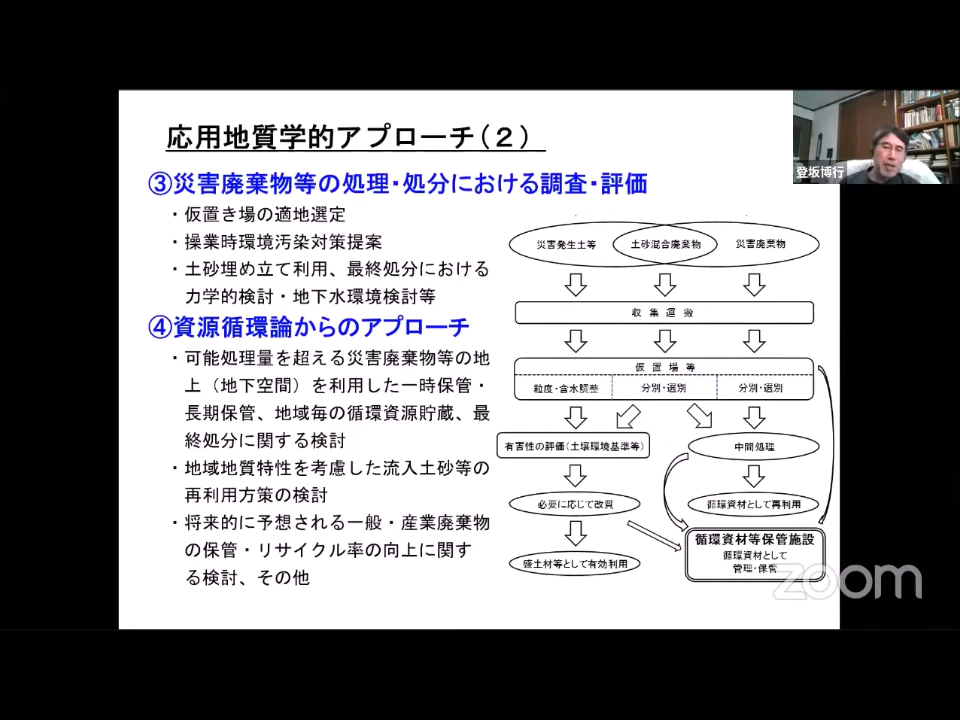 応用地質学的アプローチ(2)
③災害廃棄物等の処理・処分における調査・評価
・仮置き場の適地選定
・操業時環境汚染対策提案
・土砂埋め立て利用、最終処分における
力学的検討・地下水環境検討等
④資源循環論からのアプローチ
・可能処理量を超える災害廃棄物等の地
上（地下空間）を利用した一時保管・
長期保管、地域毎の循環資源貯蔵、最
終処分に関する検討
・地域地質特性を考慮した流入土砂等の
再利用方策の検討
・将来的に予想される一般・産業廃棄物
の保管・リサイクル率の向上に関す
る検討、その他
災害発生土等
土砂混合廃棄物
災害廃棄物
収集運搬
仮置場等
粒度・含水調整
分別・選別
分別・選別
有害性の評価(土壌環境基準等)
中間処理
必要に応じて改質
循環資材として再利用
盛土材等として有効利用
循環資材等保管施設
循環資材として
管理・保管
登坂博行
zoom